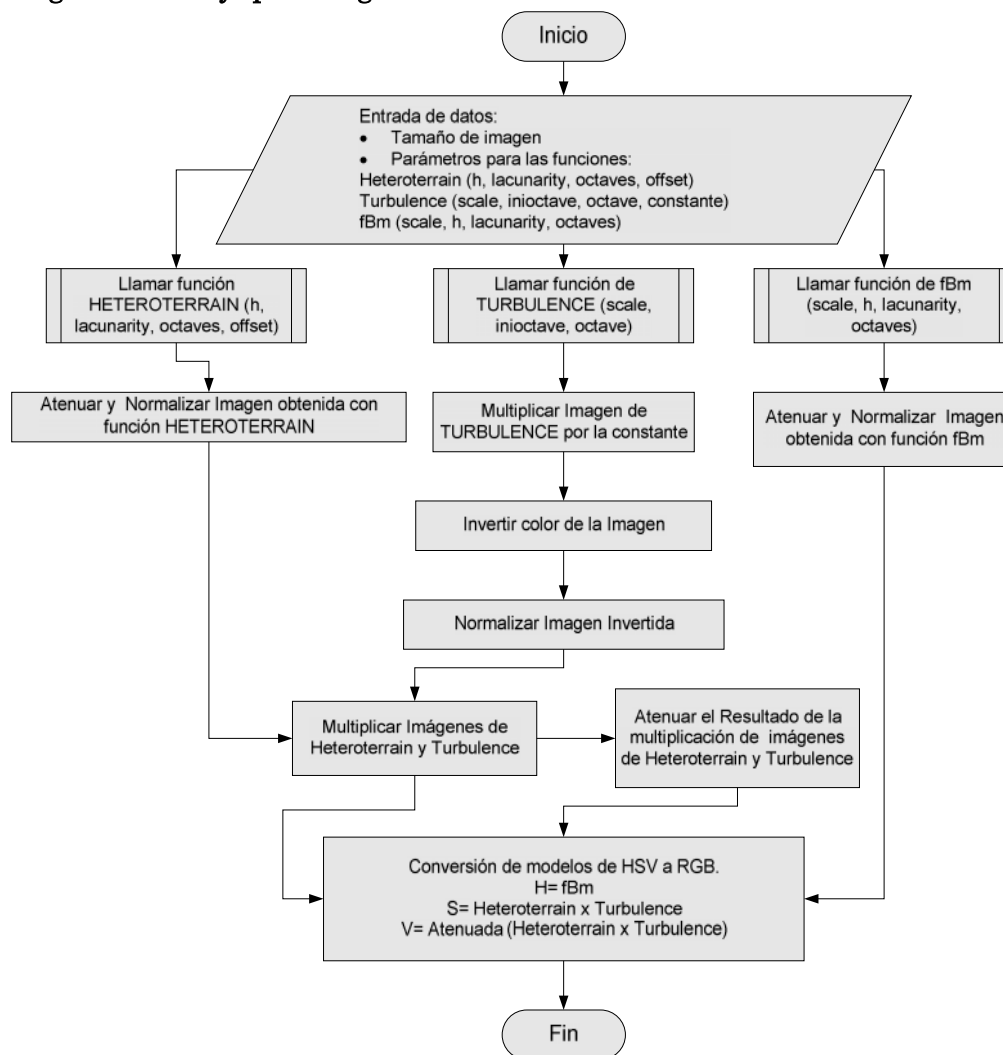 Inicio
Entrada de datos:
• Tamaño de imagen
• Parámetros para las funciones:
Heteroterrain (h, lacunarity, octaves, offset)
Turbulence (scale, inioctave, octave, constante)
fBm (scale, h, lacunarity, octaves)
Llamar función
HETEROTERRAIN (h,
lacunarity, octaves, offset)
Llamar función de
TURBULENCE (scale,
inioctave, octave)
Llamar función de fBm
(scale, h, lacunarity,
octaves)
Atenuar y Normalizar Imagen obtenida con
función HETEROTERRAIN
Multiplicar Imagen de
TURBULENCE por la constante
Atenuar y Normalizar Imagen
obtenida con función fBm
Invertir color de la Imagen
Normalizar Imagen Invertida
Multiplicar Imágenes de
Heteroterrain y Turbulence
Atenuar el Resultado de la
multiplicación de imágenes
de Heteroterrain y Turbulence
Conversión de modelos de HSV a RGB.
H= fBm
S= Heteroterrain x Turbulence
V= Atenuada (Heteroterrain x Turbulence)
Fin